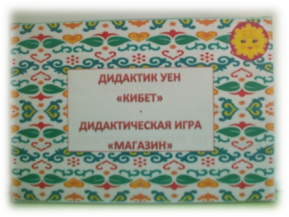 ДИДАКТИК УЕН
«КИБЕТ»
-
ДИДАКТИЧЕСКАЯ ИГРА
«МАГАЗИН»